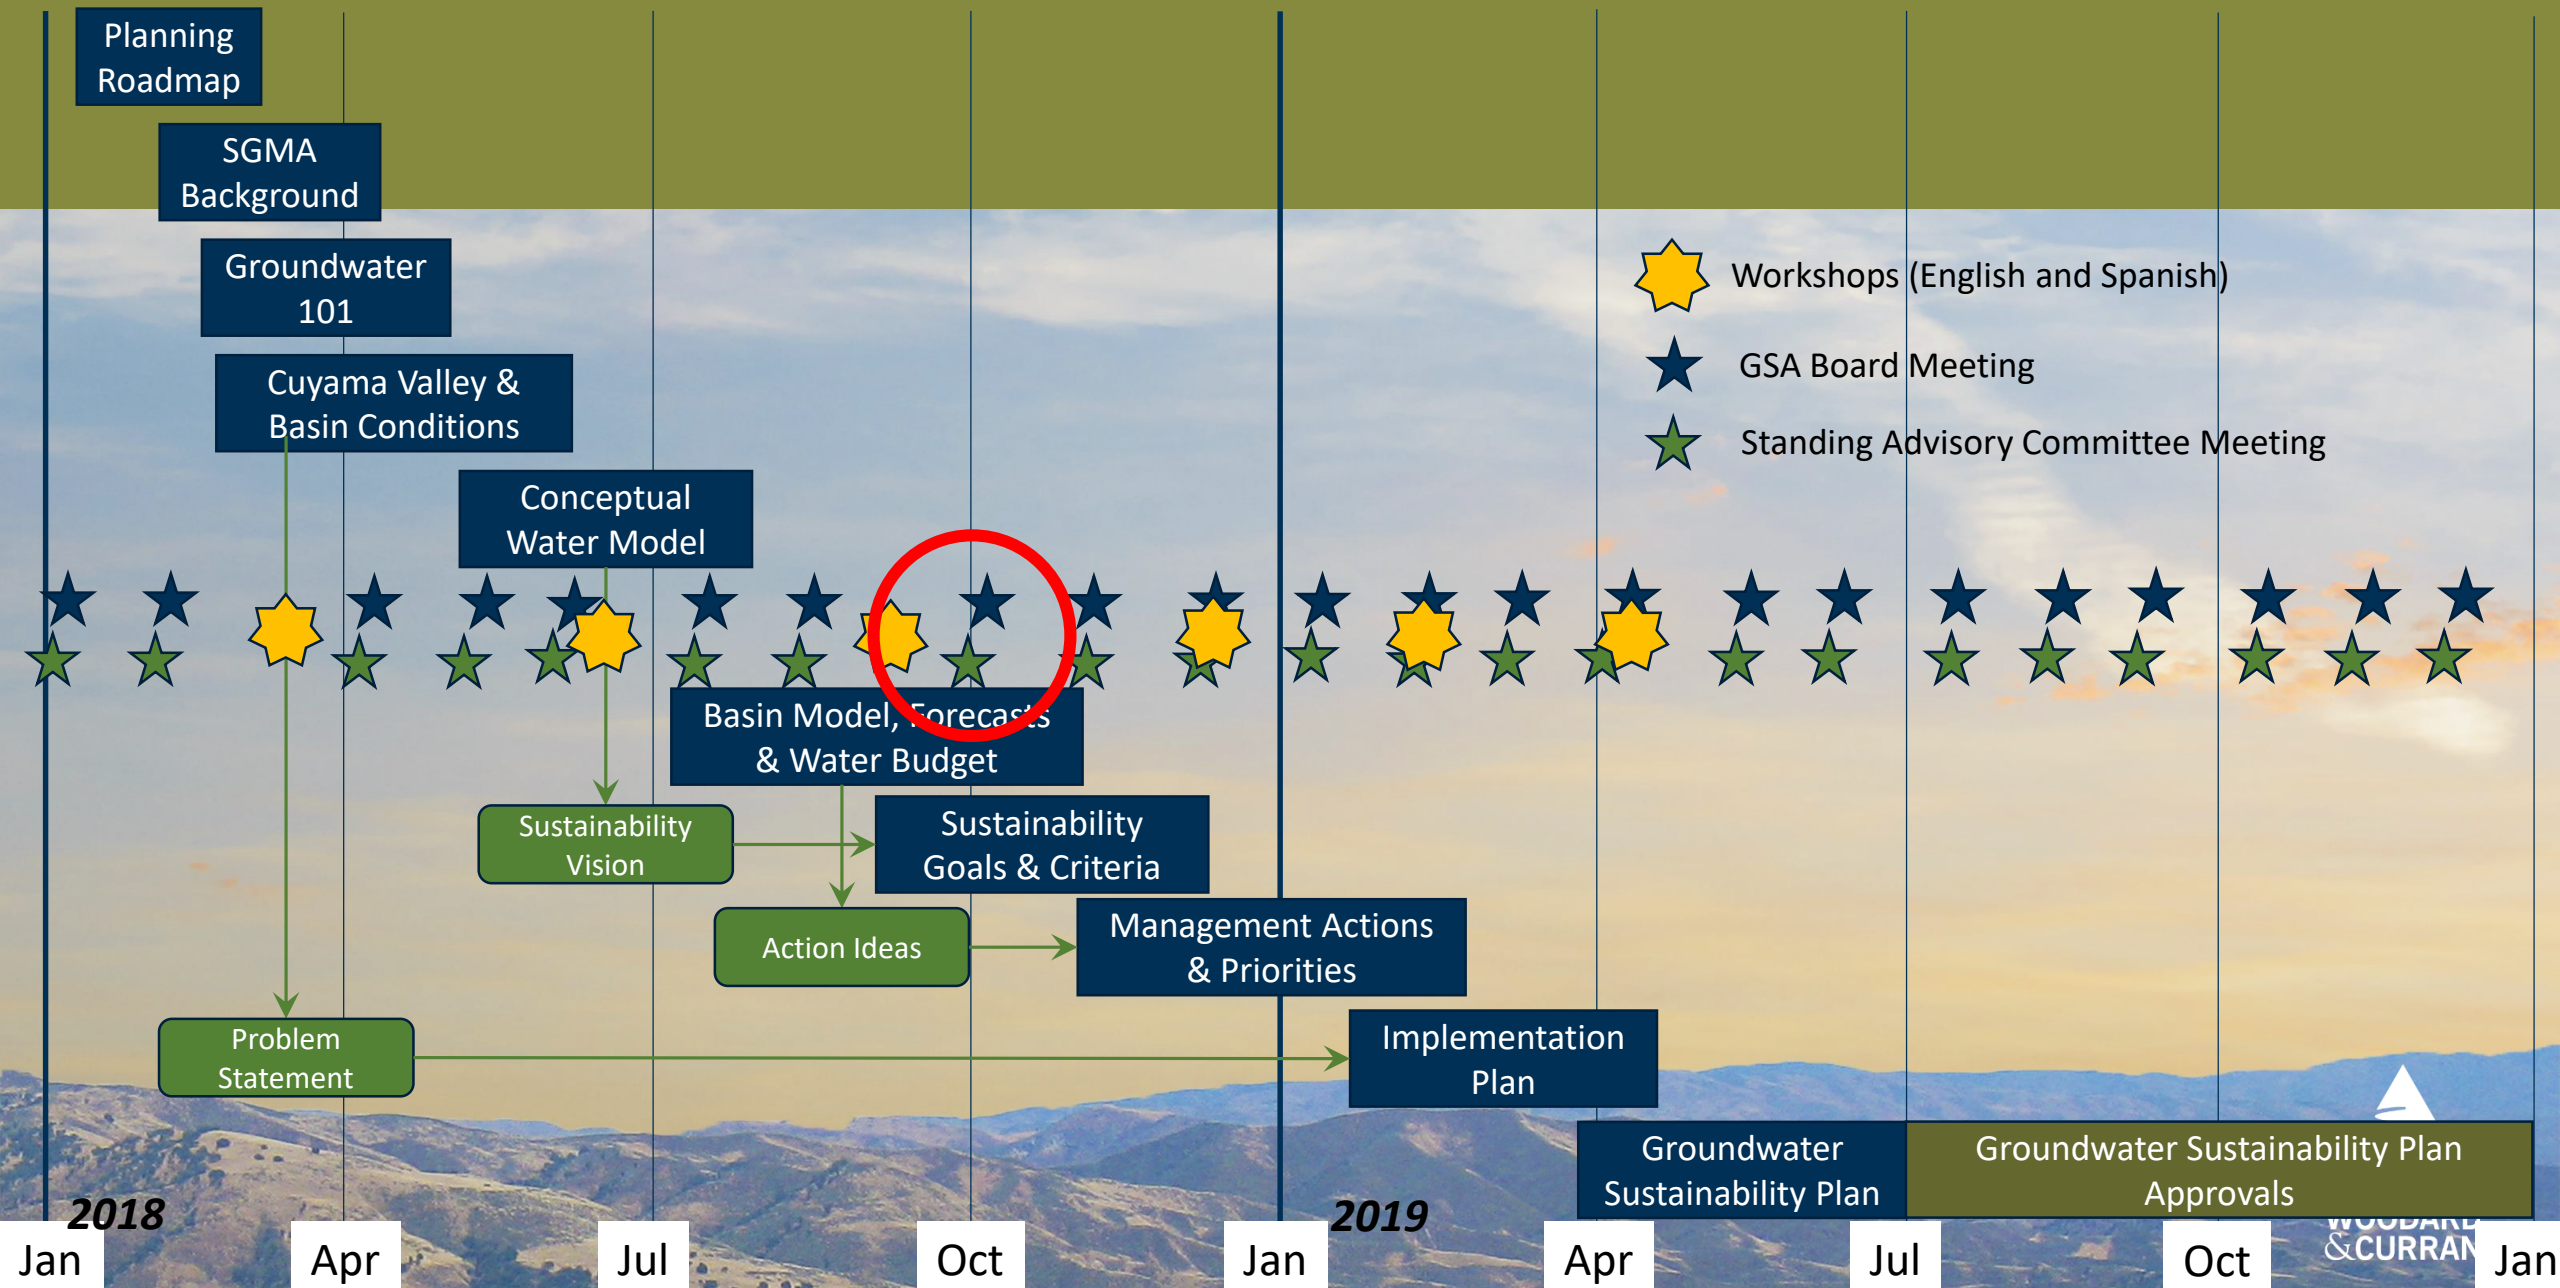 Planning
Roadmap
SGMA
Background
Groundwater
101
Cuyama Valley &
Basin Conditions
Conceptual
Water Model
Workshops (English and Spanish)
GSA Board Meeting
Standing Advisory Committee Meeting
Basin Model, Forecasts
& Water Budget
Sustainability
Vision
Sustainability
Goals & Criteria
Action Ideas
Management Actions
& Priorities
Problem
Statement
Implementation
Plan
Groundwater
Sustainability Plan
Groundwater Sustainability Plan
Approvals
2018
2019
WOODARD
&CURRAN
Jan
Apr
Jul
Oct
Jan
Apr
Jul
Oct
Jan